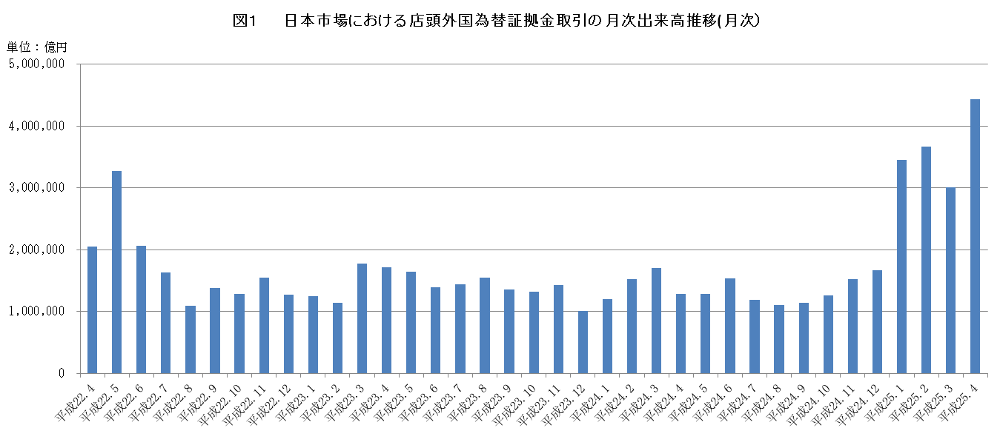 図1　日本市場における店頭外国為替証拠金取引の月次出来高推移(月次)
単位：億円
5,000,000
4,000,000
3,000,000
2,000,000
1,000,000
0
平成22.4
平成22.5
平成22.6
平成22.7
平成22.8
平成22.9
平成22.10
平成22.11
平成22.12
平成23.1
平成23.2
平成23.3
平成23.4
平成23.5
平成23.6
平成23.7
平成23.8
平成23.9
平成23.10
平成23.11
平成23.12
平成24.1
平成24.2
平成24.3
平成24.4
平成24.5
平成24.6
平成24.7
平成24.8
平成24.9
平成24.10
平成24.11
平成24.12
平成25.1
平成25.2
平成25.3
平成25.4